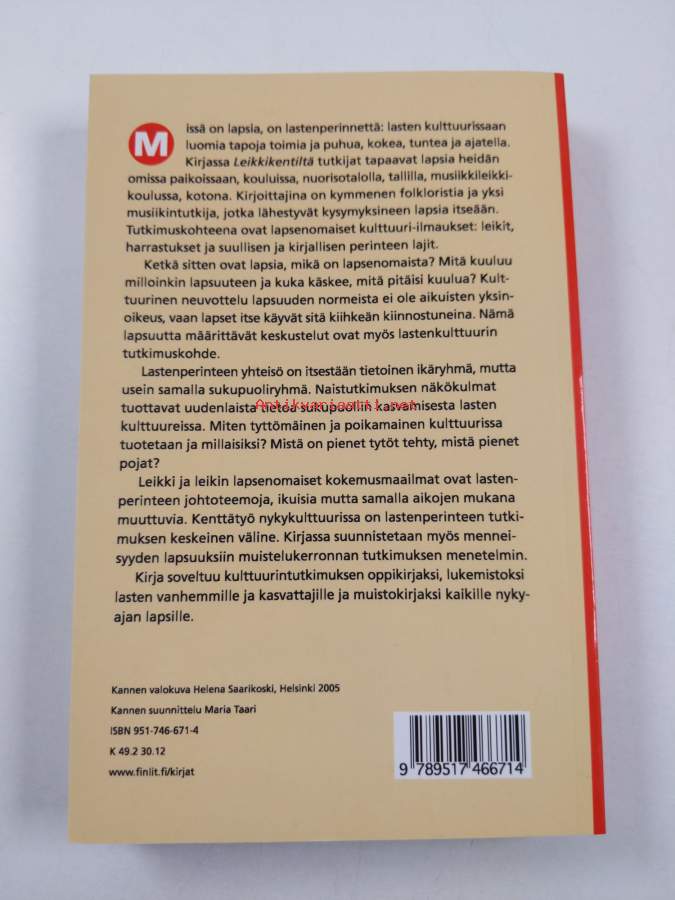 Missä on lapsia, on lastenperinnettä: lasten kulttuurissaan
luomia tapoja toimia ja puhua, kokea, tuntea ja ajatella.
Kirjassa Leikkikentiltä tutkijat tapaavat lapsia heidän
omissa paikoissaan, kouluissa, nuorisotalolla, tallilla, musiikkileikki-
koulussa, kotona. Kirjoittajina on kymmenen folkloristia ja yksi
musiikintutkija, jotka lähestyvät kysymyksineen lapsia itseään.
Tutkimuskohteena ovat lapsenomaiset kulttuuri-ilmaukset: leikit,
harrastukset ja suullisen ja kirjallisen perinteen lajit.
Ketkä sitten ovat lapsia, mikä on lapsenomaista? Mitä kuuluu
milloinkin lapsuuteen ja kuka käskee, mitä pitäisi kuulua? Kult-
tuurinen neuvottelu lapsuuden normeista ei ole aikuisten yksin-
oikeus, vaan lapset itse käyvät sitä kiihkeän kiinnostuneina. Nämä
lapsuutta määrittävät keskustelut ovat myös lastenkulttuurin
tutkimuskohde.
Lastenperinteen yhteisö on itsestään tietoinen ikäryhmä, mutta
usein samalla sukupuoliryhmä. Naistutkimuksen näkökulmat
tuottavat uudenlaista tietoa sukupuoliin kasvamisesta lasten
Antikvariaatti.net
kulttuureissa. Miten tyttömäinen ja poikamainen kulttuurissa
tuotetaan ja millaisiksi? Mistä on pienet tytöt tehty, mistä pienet
pojat?
Leikki ja leikin lapsenomaiset kokemusmaailmat ovat lasten-
perinteen johtoteemoja, ikuisia mutta samalla aikojen mukana
muuttuvia. Kenttätyö nykykulttuurissa on lastenperinteen tutki-
muksen keskeinen väline. Kirjassa suunnistetaan myös mennei-
syyden lapsuuksiin muistelukerronnan tutkimuksen menetelmin.
Kirja soveltuu kulttuurintutkimuksen oppikirjaksi, lukemistoksi
lasten vanhemmille ja kasvattajille ja muistokirjaksi kaikille nyky-
ajan lapsille.
Kannen valokuva Helena Saarikoski, Helsinki 2005
Kannen suunnittelu Maria Taari
ISBN 951-746-671-4
K 49.2 30.12
www.finlit.fi/kirjat
9 789517 466714